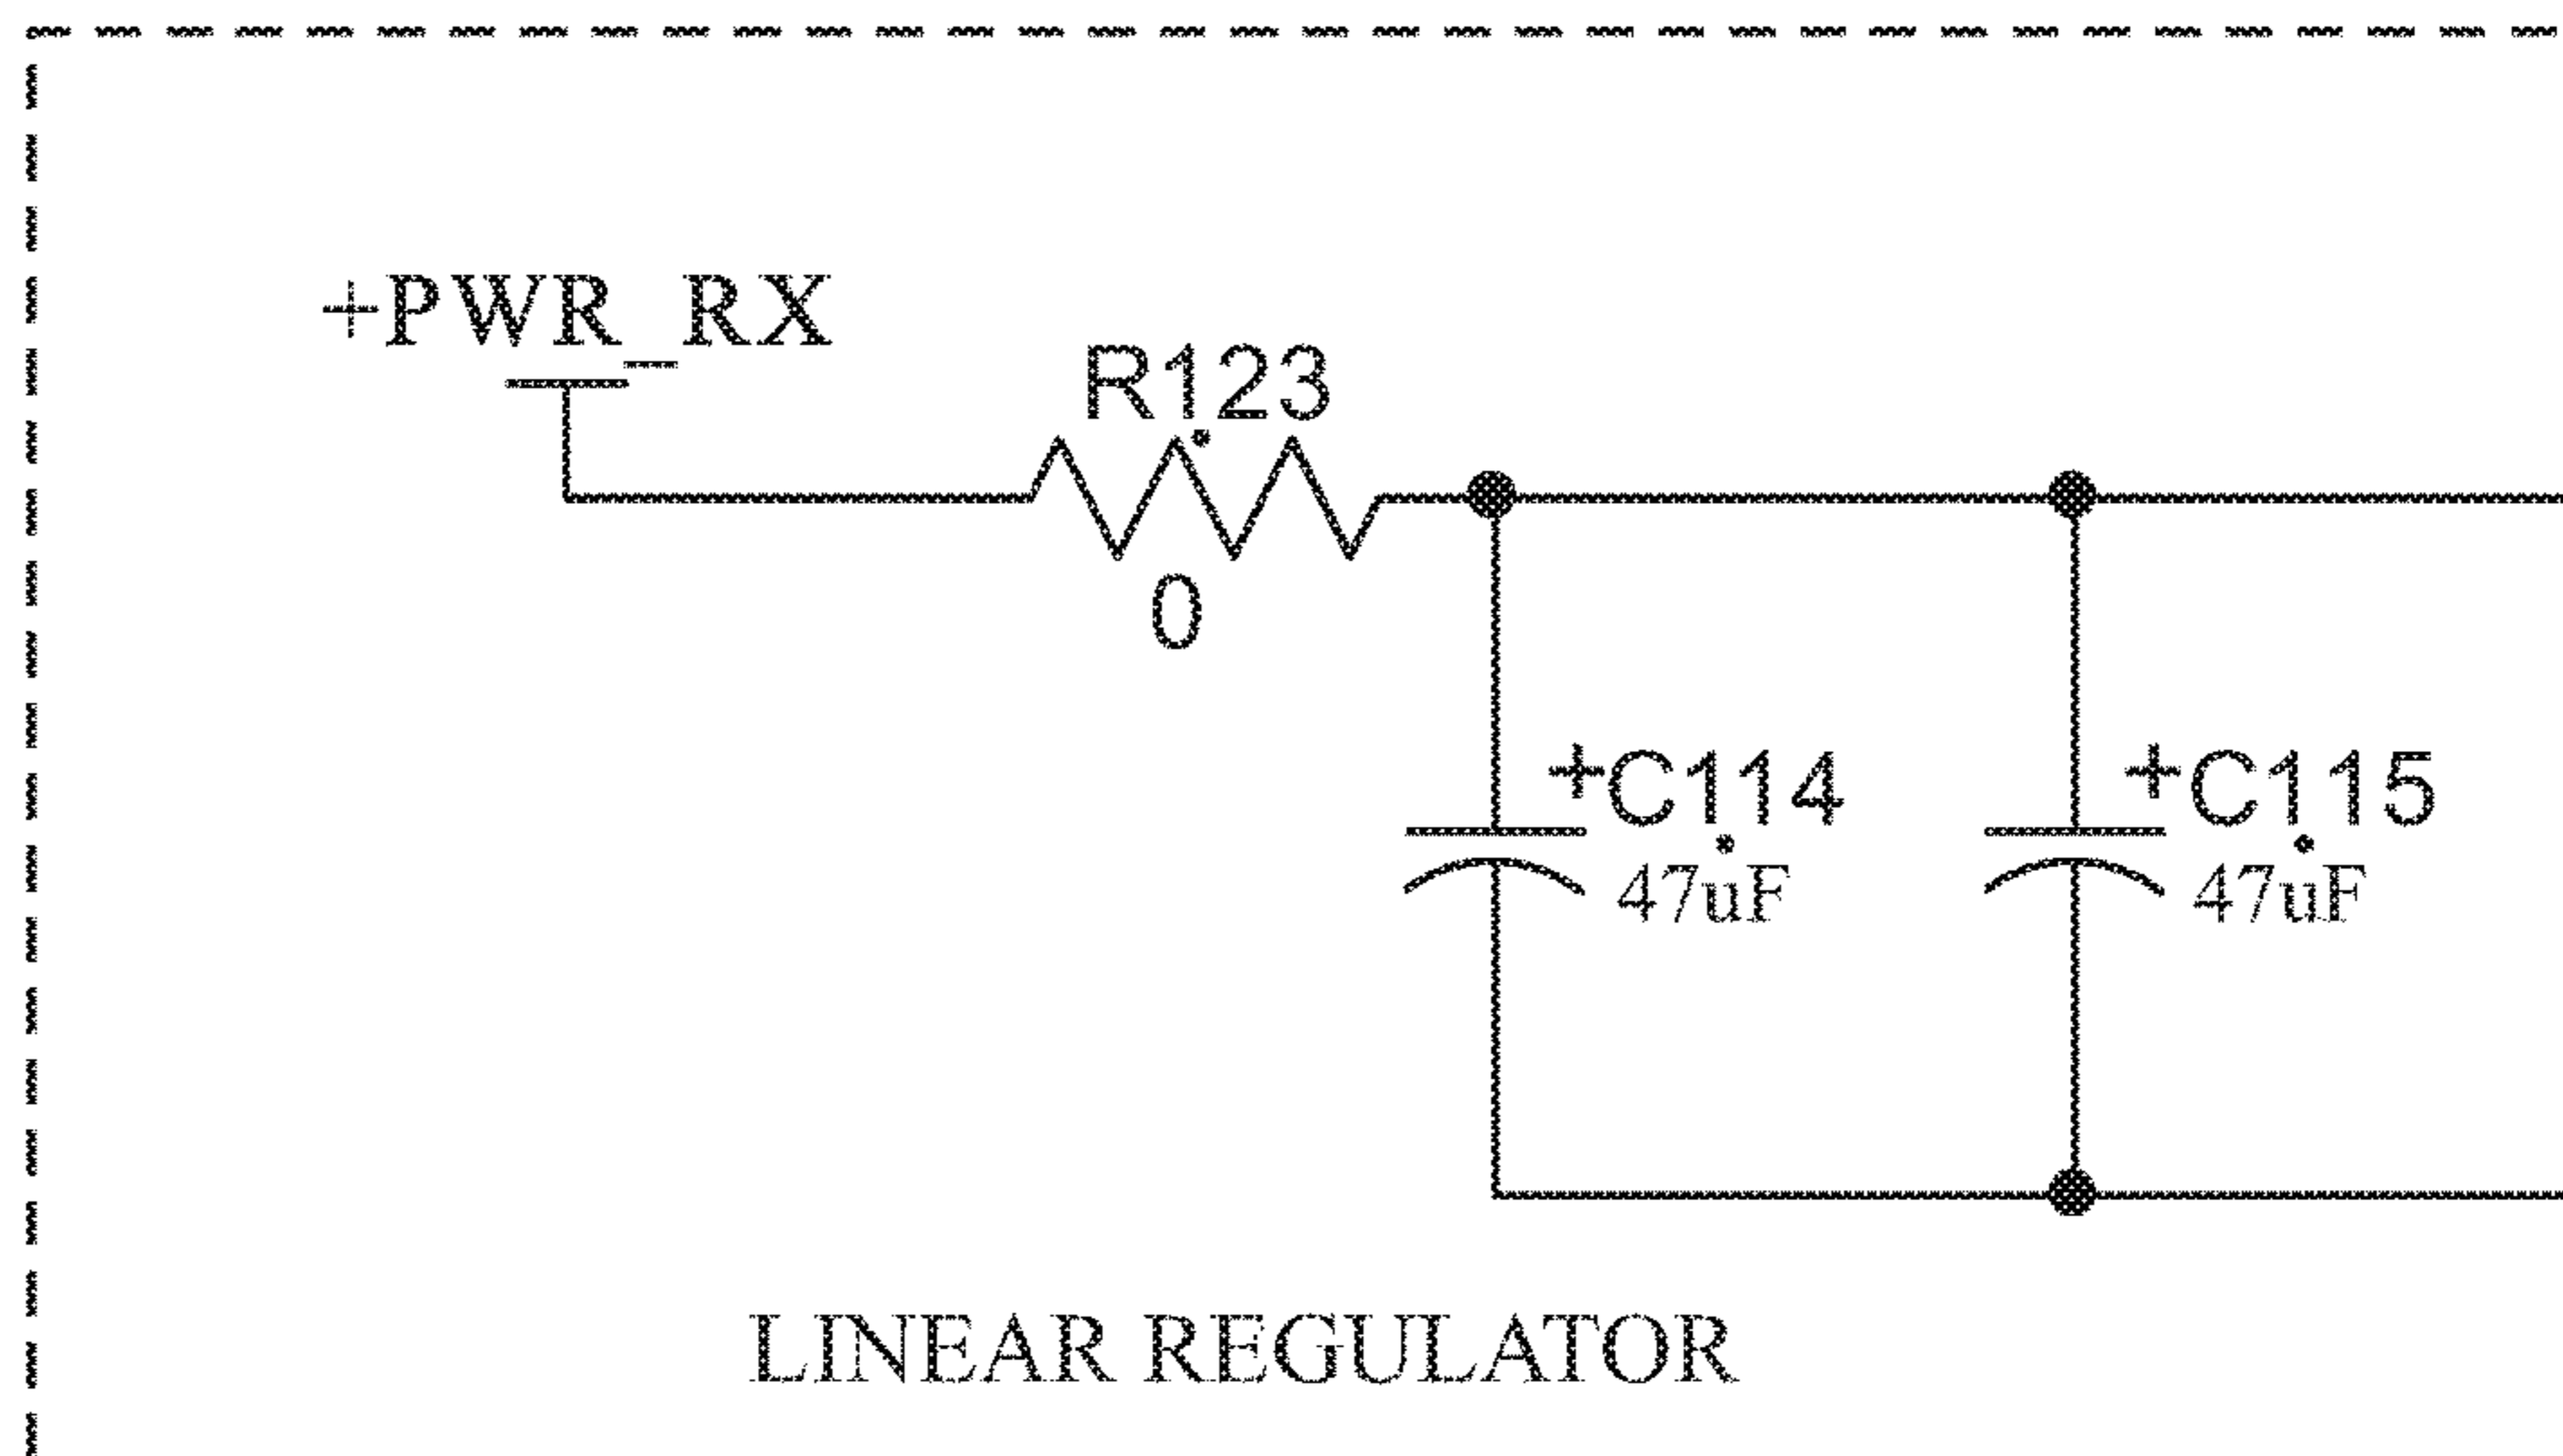 +PWR_RX
R123
0
+C114
47uF
+C115
47uF
LINEAR REGULATOR